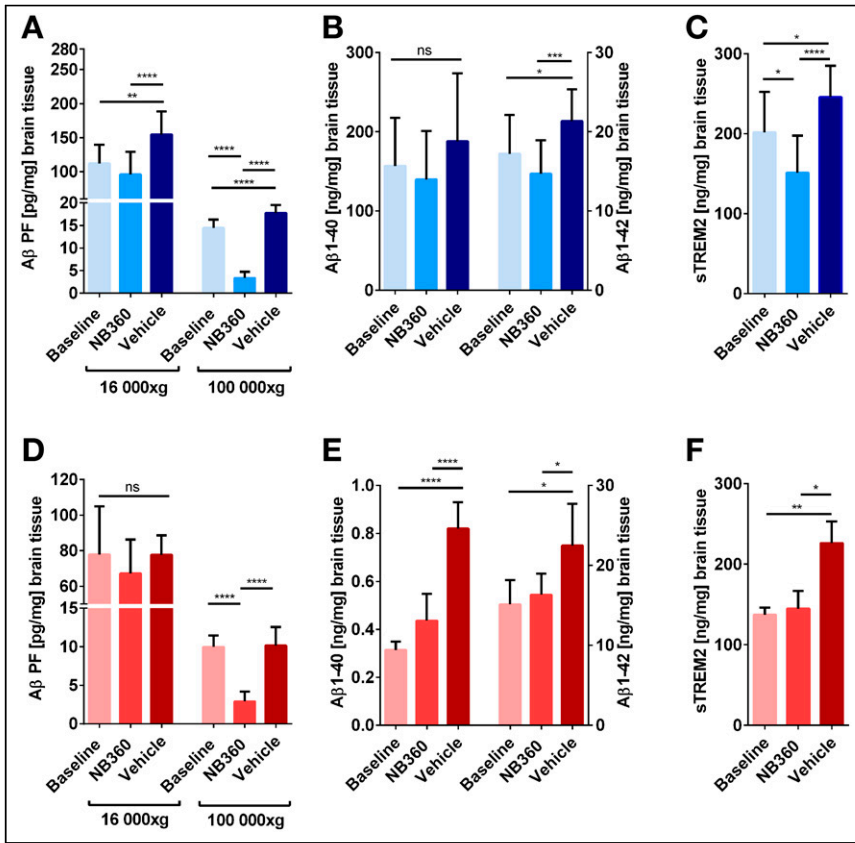 A
Aβ PF [pg/mg] brain tissue
280
250
200
150
100
20
15
10
5
0
****
**
****
****
****
Baseline
NB360
Vehicle
Baseline
NB360
Vehicle
16 000xg
100 000xg
B
Aβ1-40 [ng/mg] brain tissue
300
200
100
0
ns
***
*
30
20
10
0
Aβ1-42 [ng/mg] brain tissue
Baseline
NB360
Vehicle
Baseline
NB360
Vehicle
C
sTREM2 [ng/mg] brain tissue
300
200
100
0
*
****
*
Baseline
NB360
Vehicle
D
Aβ PF [pg/mg] brain tissue
120
100
80
60
15
10
5
0
ns
****
****
Baseline
NB360
Vehicle
Baseline
NB360
Vehicle
16 000xg
100 000xg
E
Aβ1-40 [ng/mg] brain tissue
1.0
0.8
0.6
0.4
0.2
0.0
****
****
*
*
30
20
10
0
Aβ1-42 [ng/mg] brain tissue
Baseline
NB360
Vehicle
Baseline
NB360
Vehicle
F
sTREM2 [ng/mg] brain tissue
300
200
100
0
*
**
Baseline
NB360
Vehicle